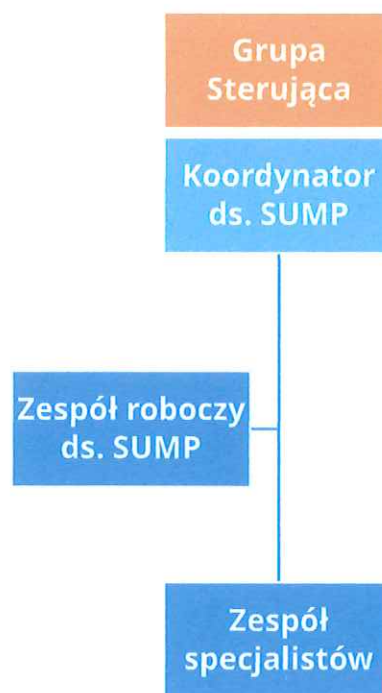 Grupa
Sterująca
Koordynator
ds. SUMP
Zespół roboczy
ds. SUMP
Zespół
specjalistów